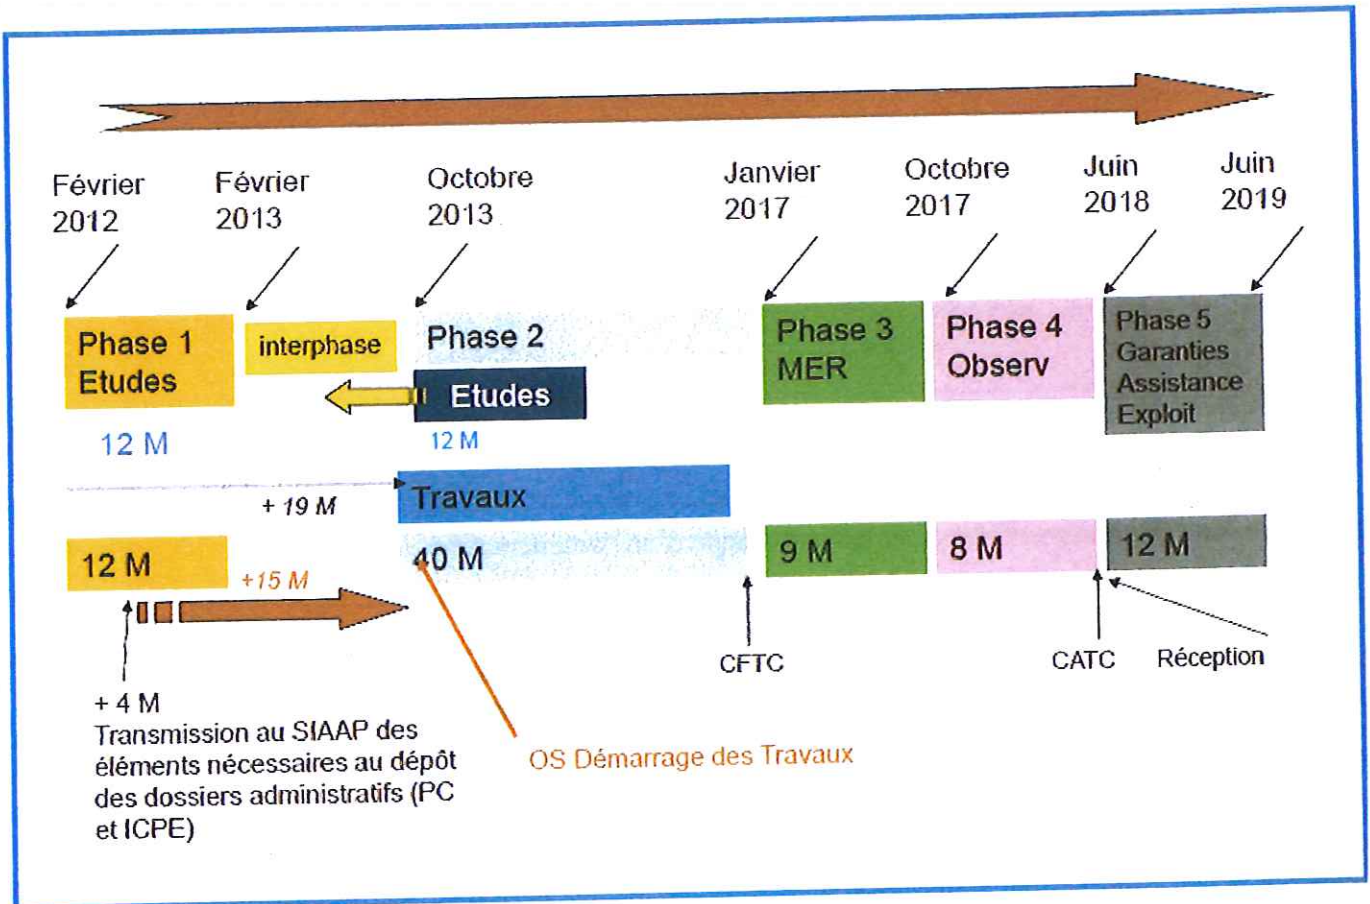 Février
2012
Février
2013
Octobre
2013
Janvier
2017
Octobre
2017
Juin
2018
Juin
2019
Phase 1
Etudes
interphase
Phase 2
Etudes
Phase 3
MER
Phase 4
Observ
Phase 5
Garanties
Assistance
Exploit
12 M
12 M
+ 19 M
Travaux
12 M
+15 M
40 M
9 M
8 M
12 M
CFTC
CATC
Réception
+ 4 M
Transmission au SIAAP des
éléments nécessaires au dépôt
des dossiers administratifs (PC
et ICPE)
OS Démarrage des Travaux